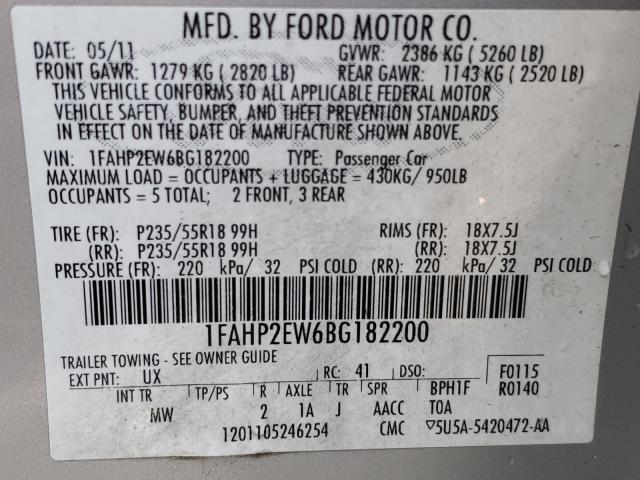 MFD. BY FORD MOTOR CO.
DATE: 05/11 GVWR: 2386 KG ( 5260 LB)
FRONT GAWR: 1279 KG ( 2820 LB) REAR GAWR: 1143 KG ( 2520 LB)
THIS VEHICLE CONFORMS TO ALL APPLICABLE FEDERAL MOTOR
VEHICLE SAFETY, BUMPER, AND THEFT PREVENTION STANDARDS
IN EFFECT ON THE DATE OF MANUFACTURE SHOWN ABOVE.
VIN: 1FAHP2EW6BG182200 TYPE: Passenger Car
MAXIMUM LOAD = OCCUPANTS + LUGGAGE = 430KG/ 950LB
OCCUPANTS = 5 TOTAL; 2 FRONT, 3 REAR
TIRE (FR): P235/55R18 99H RIMS (FR): 18X7.5J
(RR): P235/55R18 99H (RR): 18X7.5J
PRESSURE (FR): 220 kPa/ 32 PSI COLD (RR): 220 kPa/ 32 PSI COLD
1FAHP2EW6BG182200
TRAILER TOWING - SEE OWNER GUIDE
EXT PNT: UX RC: 41 DSO: F0115
INT TR TP/PS R AXLE TR SPR BPH1F R0140
MW 2 1A J AACC TOA
1201105246254 CMC ▽5U5A-5420472-AA